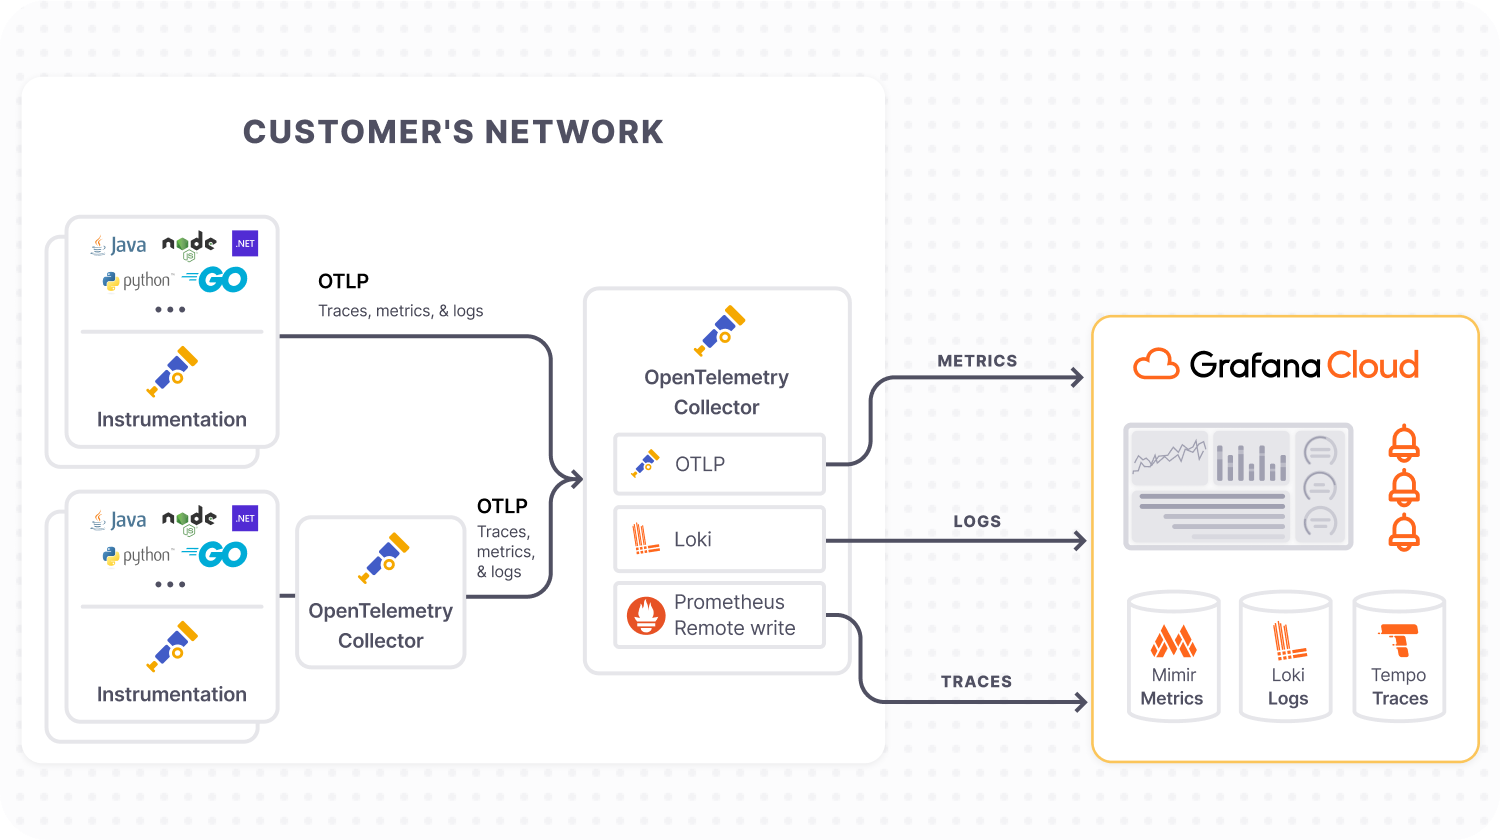 CUSTOMER'S NETWORK
Java node .NET
JS
python™ GO
...
Instrumentation
OTLP
Traces, metrics, & logs
Java node .NET
JS
python™ GO
...
Instrumentation
OpenTelemetry
Collector
OTLP
Traces,
metrics,
& logs
OpenTelemetry
Collector
OTLP
Loki
Prometheus
Remote write
METRICS
LOGS
TRACES
Grafana Cloud
Mimir
Metrics
Loki
Logs
Tempo
Traces